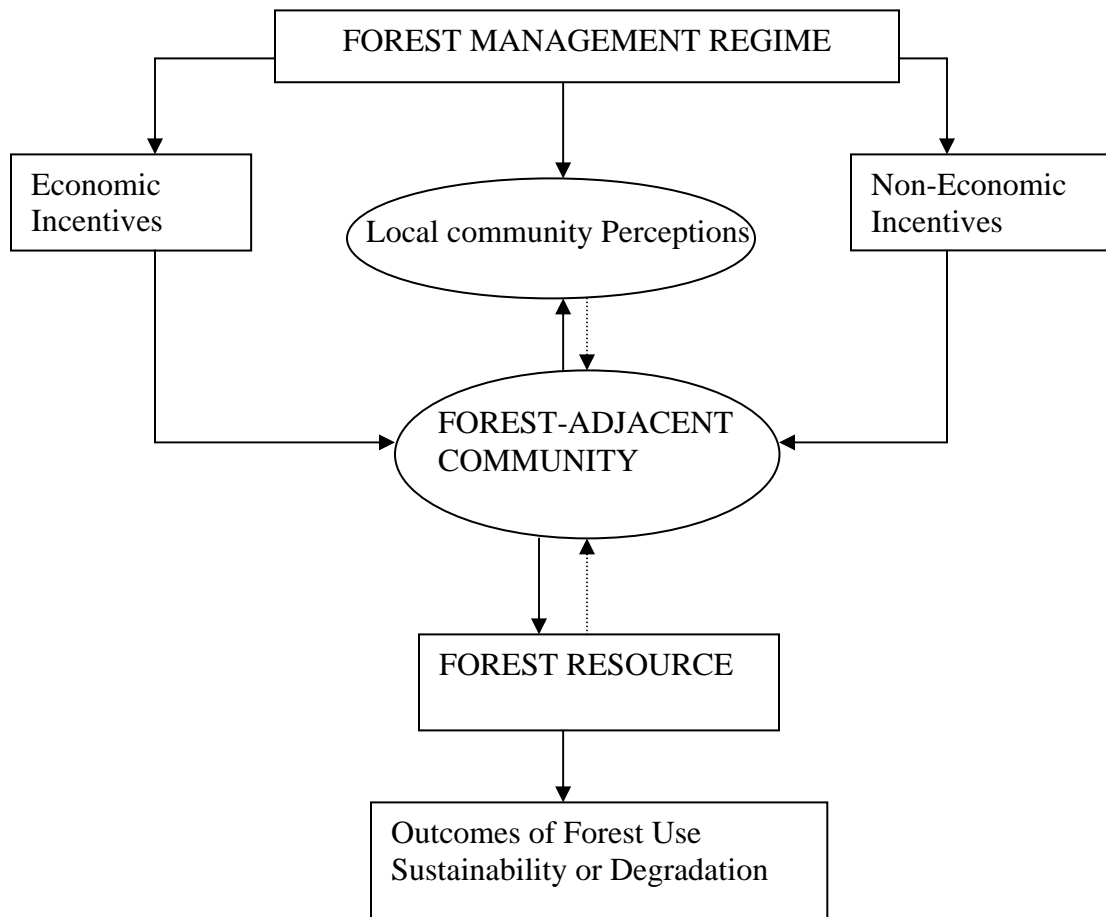 FOREST MANAGEMENT REGIME
Economic
Incentives
Local community Perceptions
Non-Economic
Incentives
FOREST-ADJACENT
COMMUNITY
FOREST RESOURCE
Outcomes of Forest Use
Sustainability or Degradation